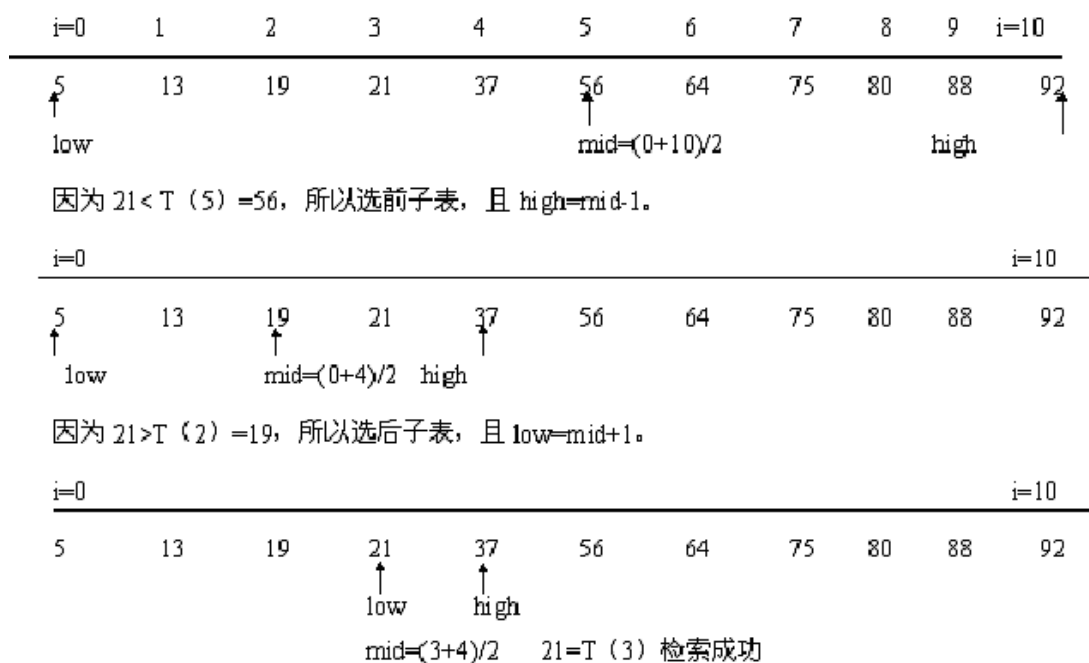 i=0 1 2 3 4 5 6 7 8 9 i=10
5 13 19 21 37 56 64 75 80 88 92
low mid=(0+10)/2 high
因为 21< T（5）=56，所以选前子表，且 high=mid-1。
i=0 i=10
5 13 19 21 37 56 64 75 80 88 92
low mid=(0+4)/2 high
因为 21>T（2）=19，所以选后子表，且 low=mid+1。
i=0 i=10
5 13 19 21 37 56 64 75 80 88 92
low high
mid=(3+4)/2 21=T（3）检索成功